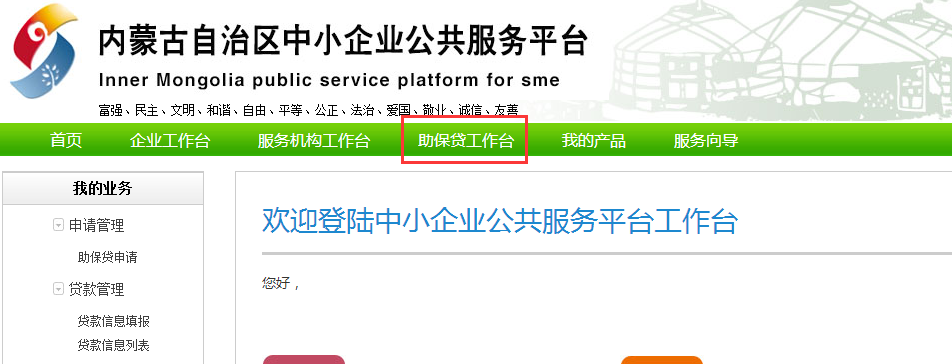 内蒙古自治区中小企业公共服务平台
Inner Mongolia public service platform for sme
富强、民主、文明、和谐、自由、平等、公正、法治、爱国、敬业、诚信、友善
首页 企业工作台 服务机构工作台 助保贷工作台 我的产品 服务向导
我的业务
申请管理
助保贷申请
贷款管理
贷款信息填报
贷款信息列表
欢迎登陆中小企业公共服务平台工作台
您好，